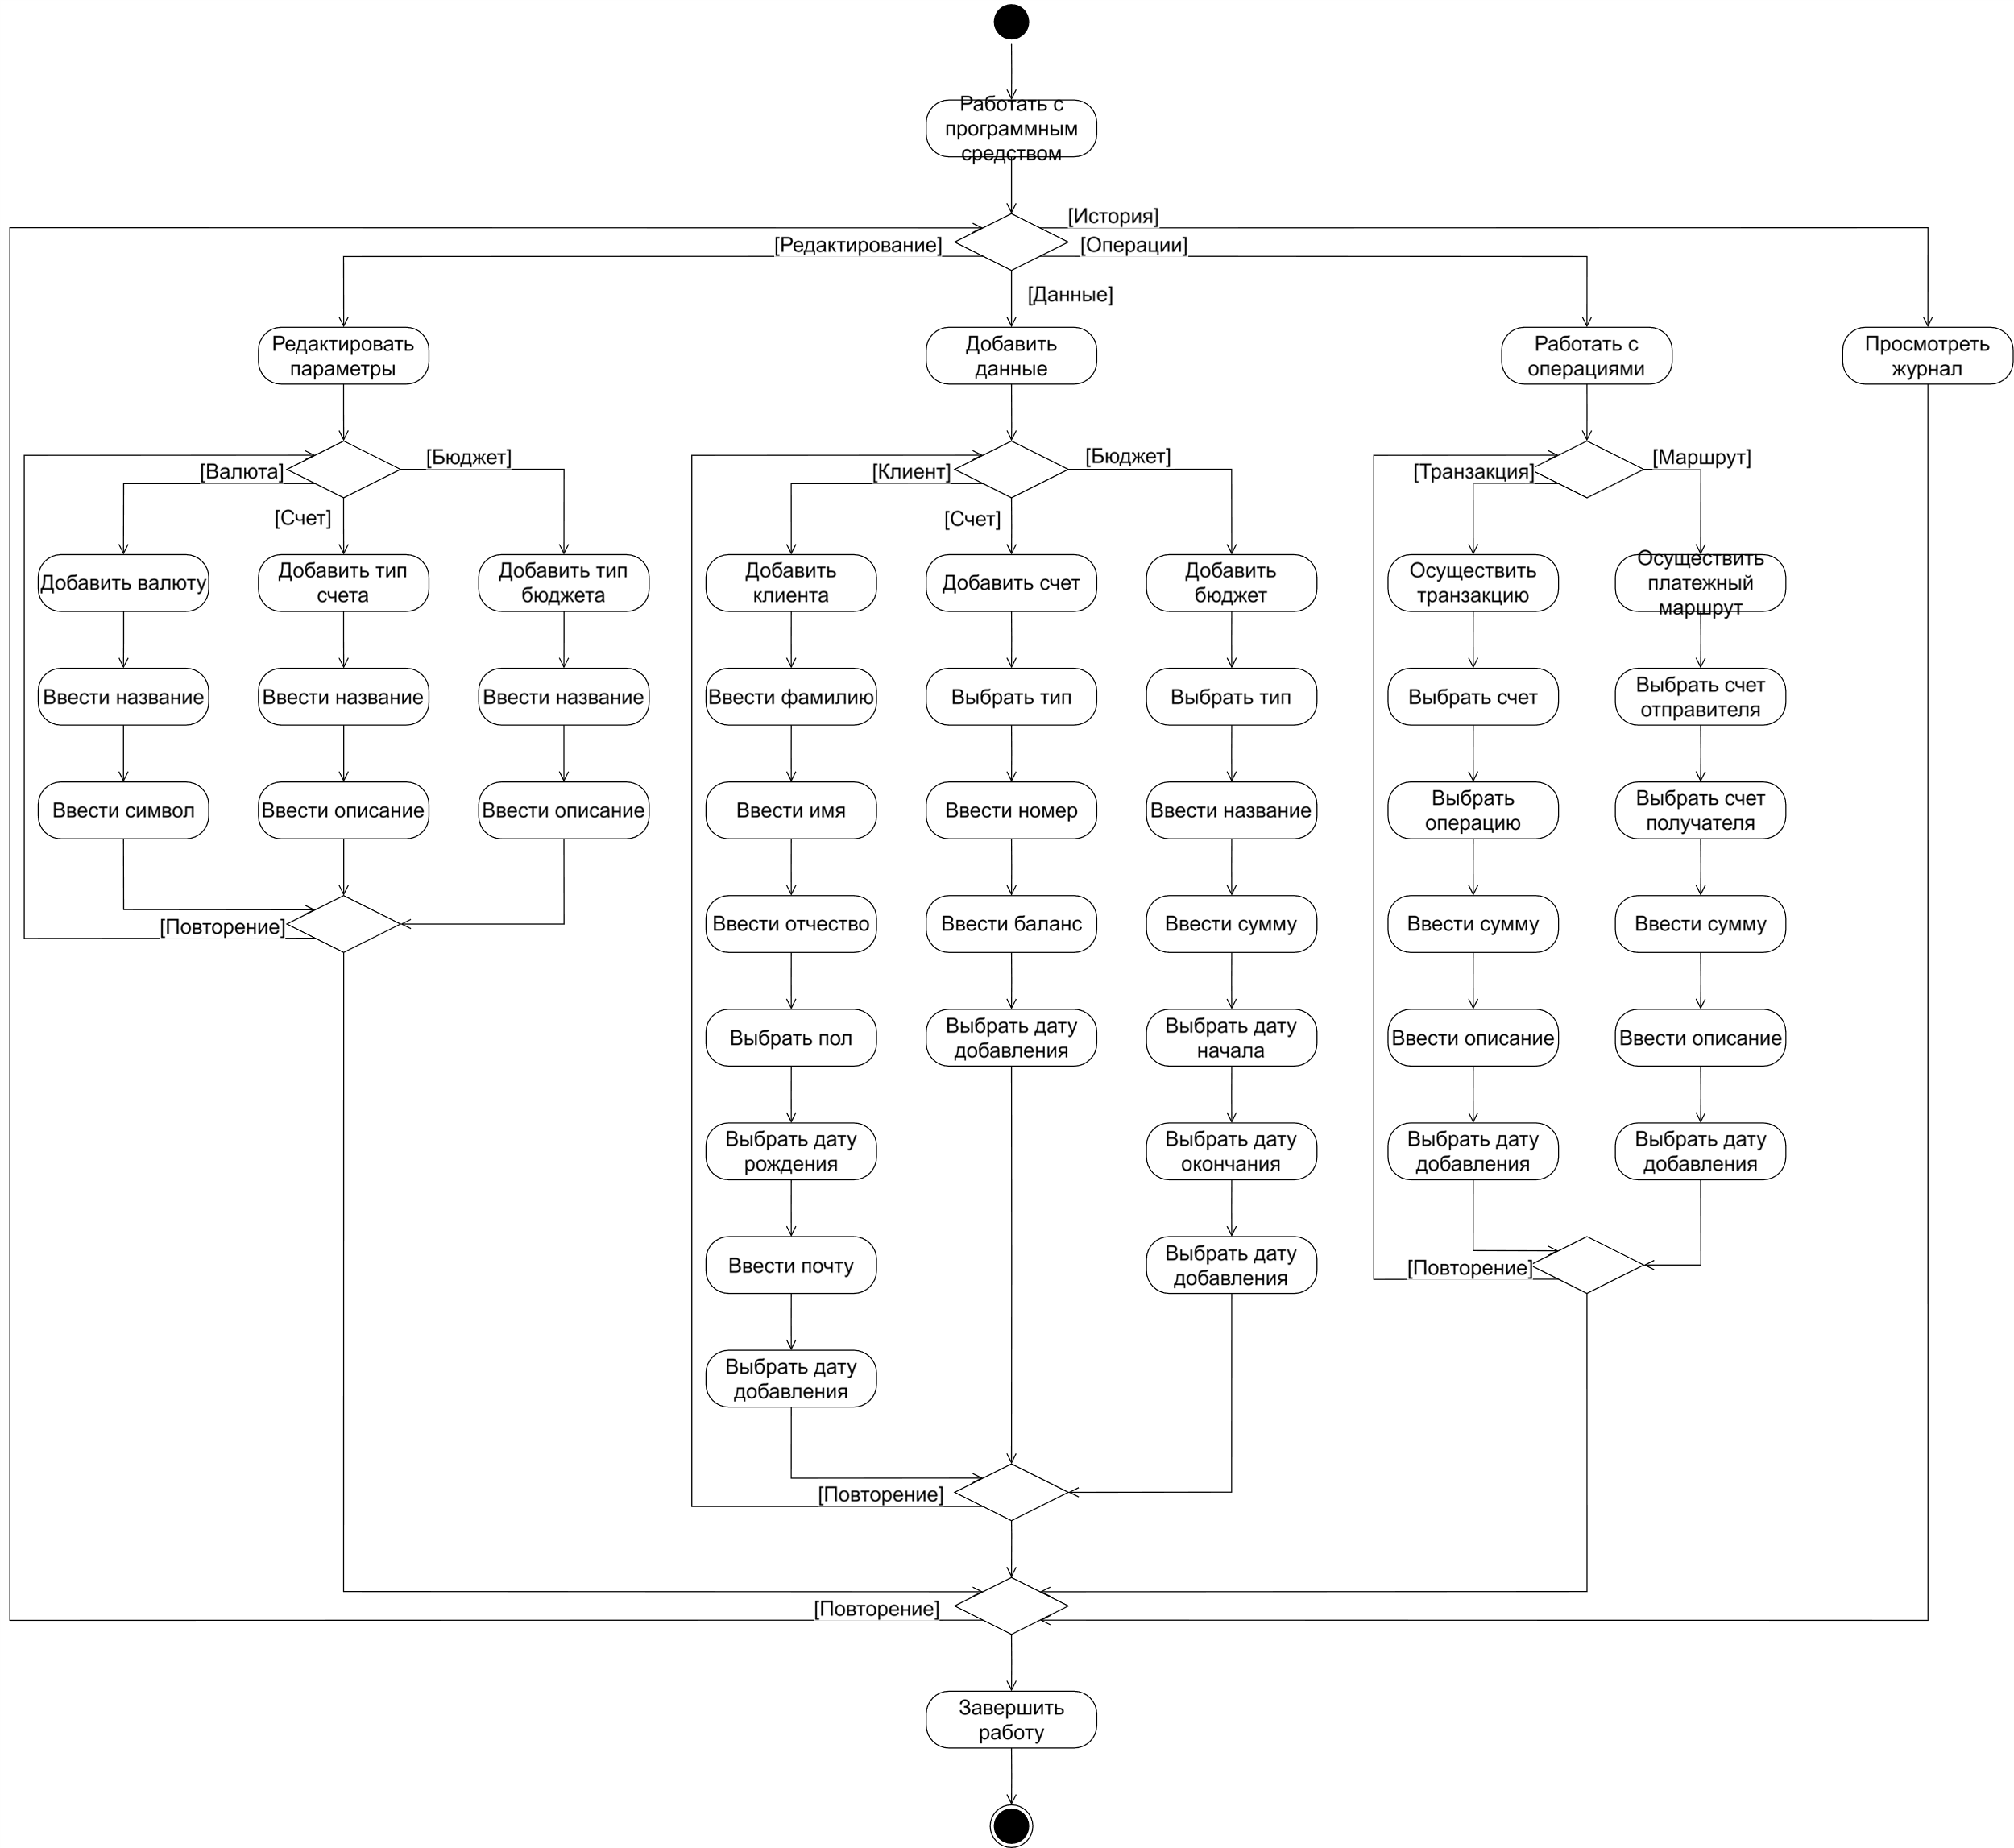 Работать с
программным
средством
[История]
[Редактирование]
[Операции]
[Данные]
Редактировать
параметры
Добавить
данные
Работать с
операциями
Просмотреть
журнал
[Валюта]
[Бюджет]
[Счет]
[Клиент]
[Бюджет]
[Счет]
[Транзакция]
[Маршрут]
Добавить валюту
Добавить тип
счета
Добавить тип
бюджета
Добавить
клиента
Добавить счет
Добавить
бюджет
Осуществить
транзакцию
Осуществить
платежный
маршрут
Ввести название
Ввести название
Ввести название
Ввести фамилию
Выбрать тип
Выбрать тип
Выбрать счет
Выбрать счет
отправителя
Ввести символ
Ввести описание
Ввести описание
Ввести имя
Ввести номер
Ввести название
Выбрать
операцию
Выбрать счет
получателя
[Повторение]
Ввести отчество
Ввести баланс
Ввести сумму
Ввести сумму
Ввести сумму
Выбрать пол
Выбрать дату
добавления
Выбрать дату
начала
Ввести описание
Ввести описание
Выбрать дату
рождения
Выбрать дату
окончания
Выбрать дату
добавления
Выбрать дату
добавления
Ввести почту
Выбрать дату
добавления
[Повторение]
Выбрать дату
добавления
[Повторение]
[Повторение]
Завершить
работу